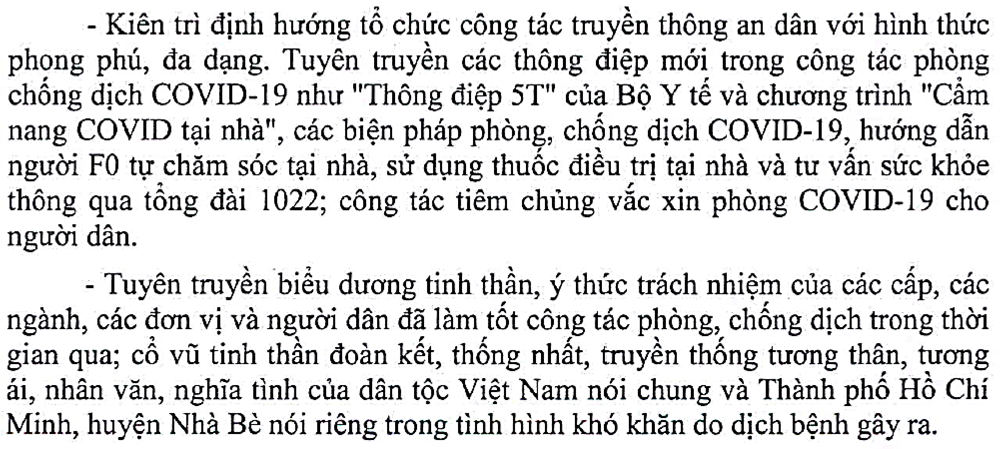 - Kiên trì định hướng tổ chức công tác truyền thông an dân với hình thức
phong phú, đa dạng. Tuyên truyền các thông điệp mới trong công tác phòng
chống dịch COVID-19 như "Thông điệp 5T" của Bộ Y tế và chương trình "Cẩm
nang COVID tại nhà", các biện pháp phòng, chống dịch COVID-19, hướng dẫn
người F0 tự chăm sóc tại nhà, sử dụng thuốc điều trị tại nhà và tư vấn sức khỏe
thông qua tổng đài 1022; công tác tiêm chủng vắc xin phòng COVID-19 cho
người dân.
- Tuyên truyền biểu dương tinh thần, ý thức trách nhiệm của các cấp, các
ngành, các đơn vị và người dân đã làm tốt công tác phòng, chống dịch trong thời
gian qua; cổ vũ tinh thần đoàn kết, thống nhất, truyền thống tương thân, tương
ái, nhân văn, nghĩa tình của dân tộc Việt Nam nói chung và Thành phố Hồ Chí
Minh, huyện Nhà Bè nói riêng trong tình hình khó khăn do dịch bệnh gây ra.